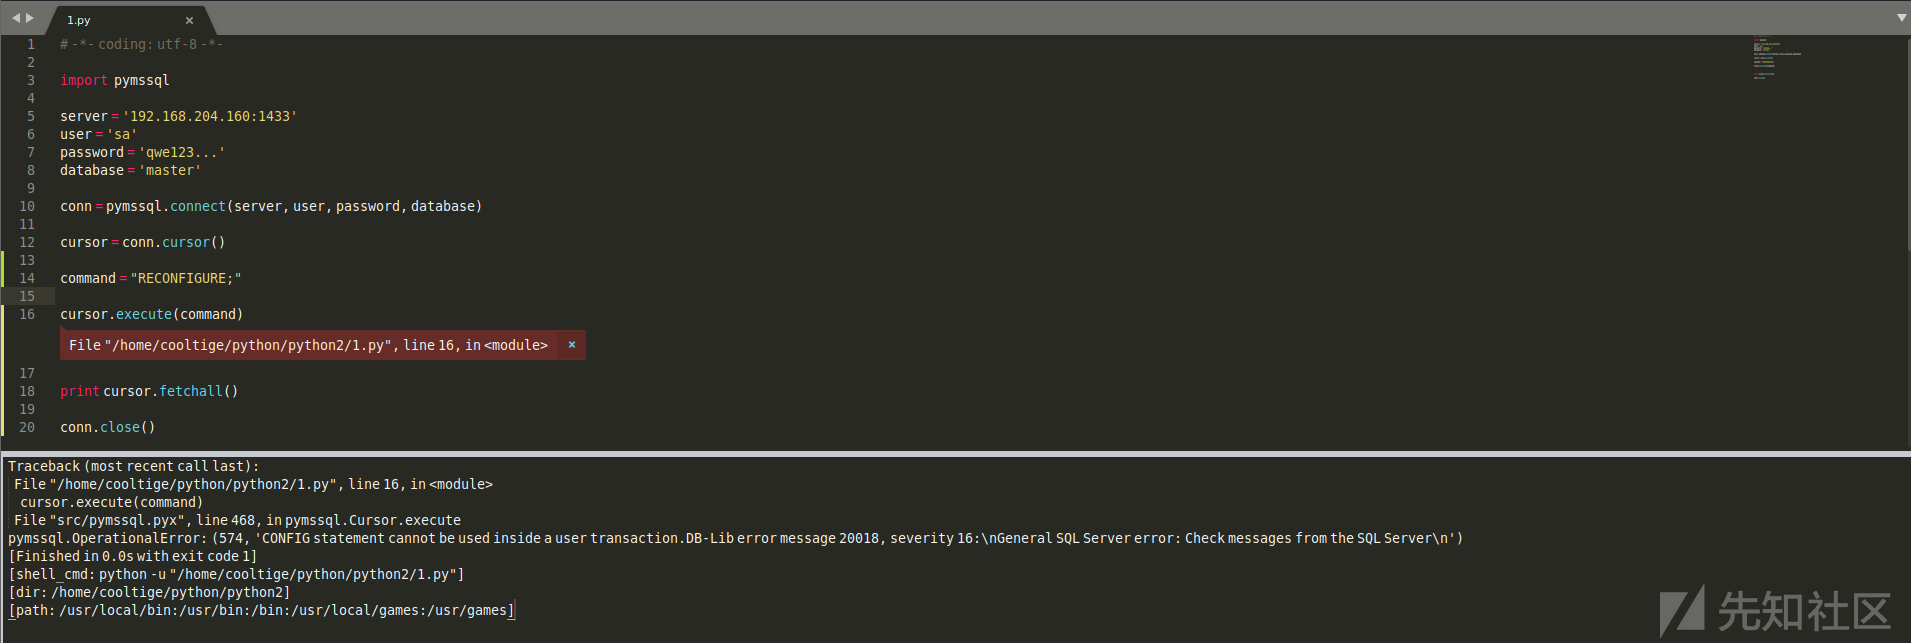 1.py ×
1 # -*- coding: utf-8 -*-
2
3 import pymssql
4
5 server = '192.168.204.160:1433'
6 user = 'sa'
7 password = 'qwe123...'
8 database = 'master'
9
10 conn = pymssql.connect(server, user, password, database)
11
12 cursor = conn.cursor()
13
14 command = "RECONFIGURE;"
15
16 cursor.execute(command)
File "/home/cooltige/python/python2/1.py", line 16, in <module> ×
17
18 print cursor.fetchall()
19
20 conn.close()
Traceback (most recent call last):
File "/home/cooltige/python/python2/1.py", line 16, in <module>
cursor.execute(command)
File "src/pymssql.pyx", line 468, in pymssql.Cursor.execute
pymssql.OperationalError: (574, 'CONFIG statement cannot be used inside a user transaction.DB-Lib error message 20018, severity 16:\nGeneral SQL Server error: Check messages from the SQL Server\n')
[Finished in 0.0s with exit code 1]
[shell_cmd: python -u "/home/cooltige/python/python2/1.py"]
[dir: /home/cooltige/python/python2]
[path: /usr/local/bin:/usr/bin:/bin:/usr/local/games:/usr/games]
先知社区